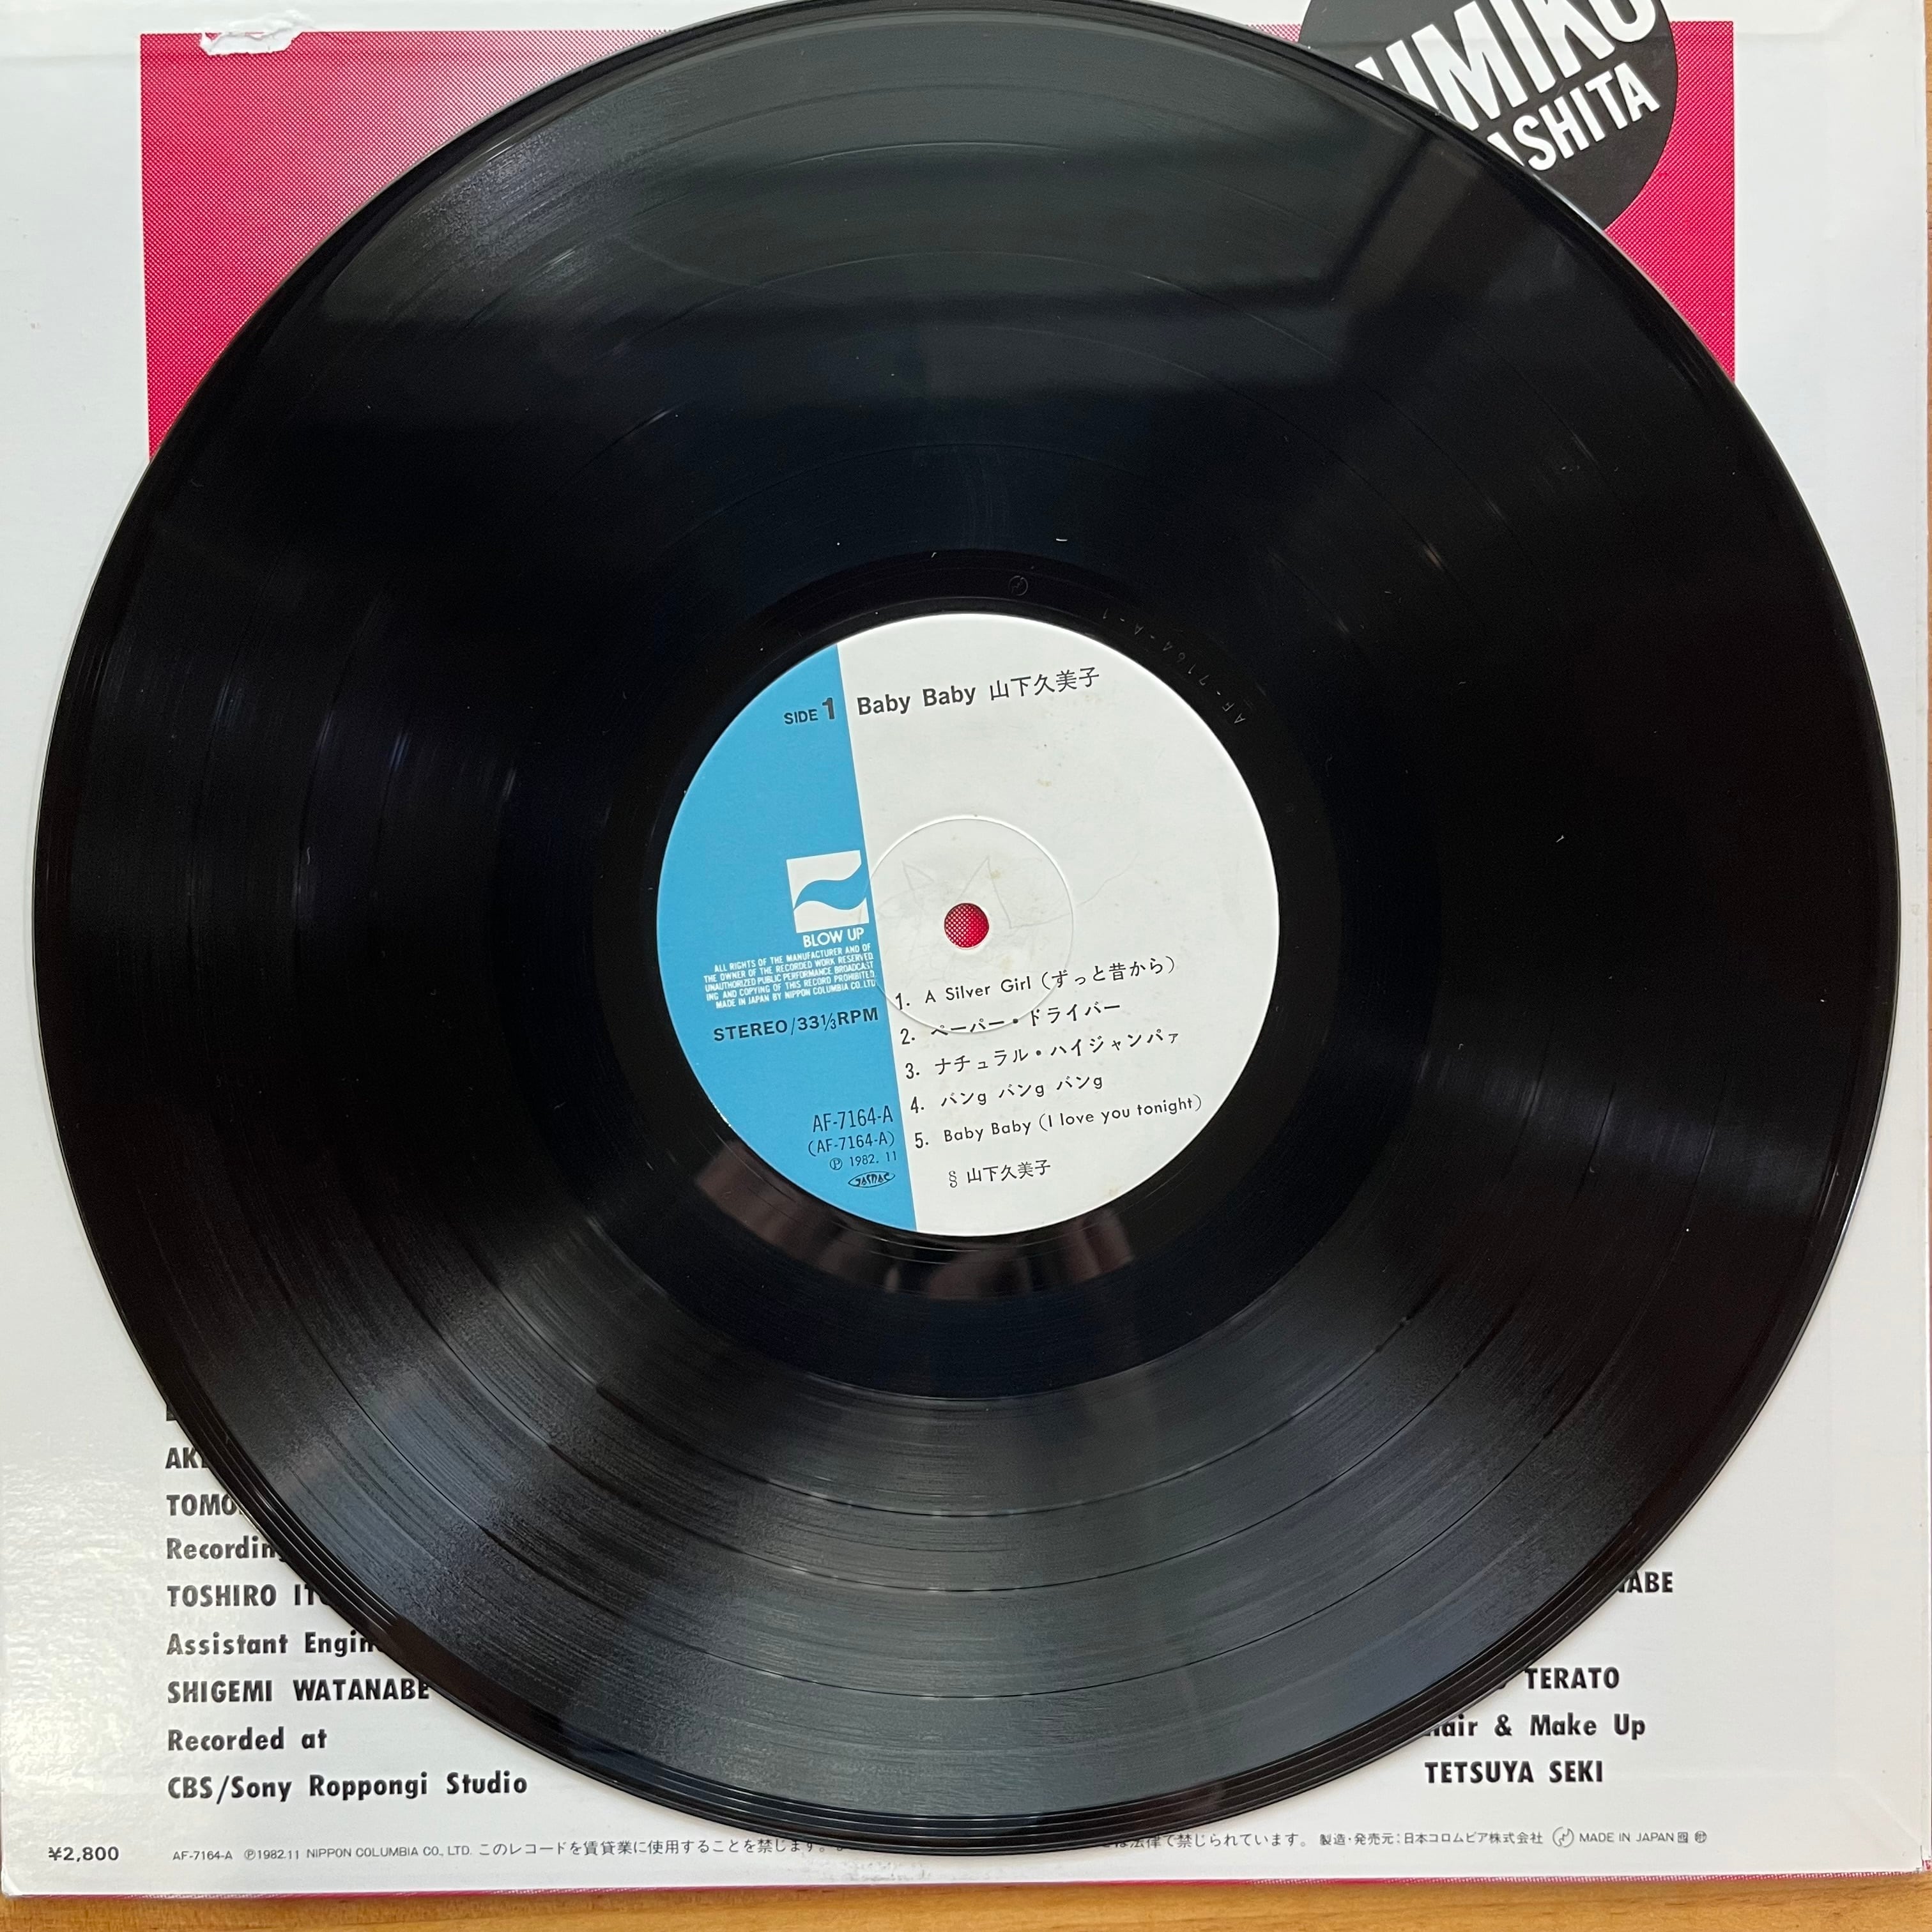 ASHITA
AF-7164-A-1
SIDE 1 Baby Baby 山下久美子
BLOW UP
ALL RIGHTS OF THE MANUFACTURER AND OF
THE OWNER OF THE RECORDED WORK RESERVED
UNAUTHORIZED PUBLIC PERFORMANCE BROADCAST
ING AND COPYING OF THIS RECORD PROHIBITED.
MADE IN JAPAN BY NIPPON COLUMBIA CO. LTD
STEREO/33⅓RPM
1. A Silver Girl (ずっと昔から)
2. ペーパー・ドライバー
3. ナチュラル・ハイジャンパァ
4. バンg バンg バンg
5. Baby Baby (I love you tonight)
§ 山下久美子
AF-7164-A
(AF-7164-A)
Ⓟ 1982. 11
JASRAC
TOSHIRO
SHIGEMI WATANABE
Assistant
Recorded at
CBS/Sony Roppongi Studio
TERATO
Hair & Make Up
TETSUYA SEKI
¥2,800
AF-7164-A Ⓟ1982.11 NIPPON COLUMBIA CO., LTD. このレコードを賃貸業に使用することを禁じます。
法律で禁じられています。 製造・発売元:日本コロムビア株式会社 MADE IN JAPAN